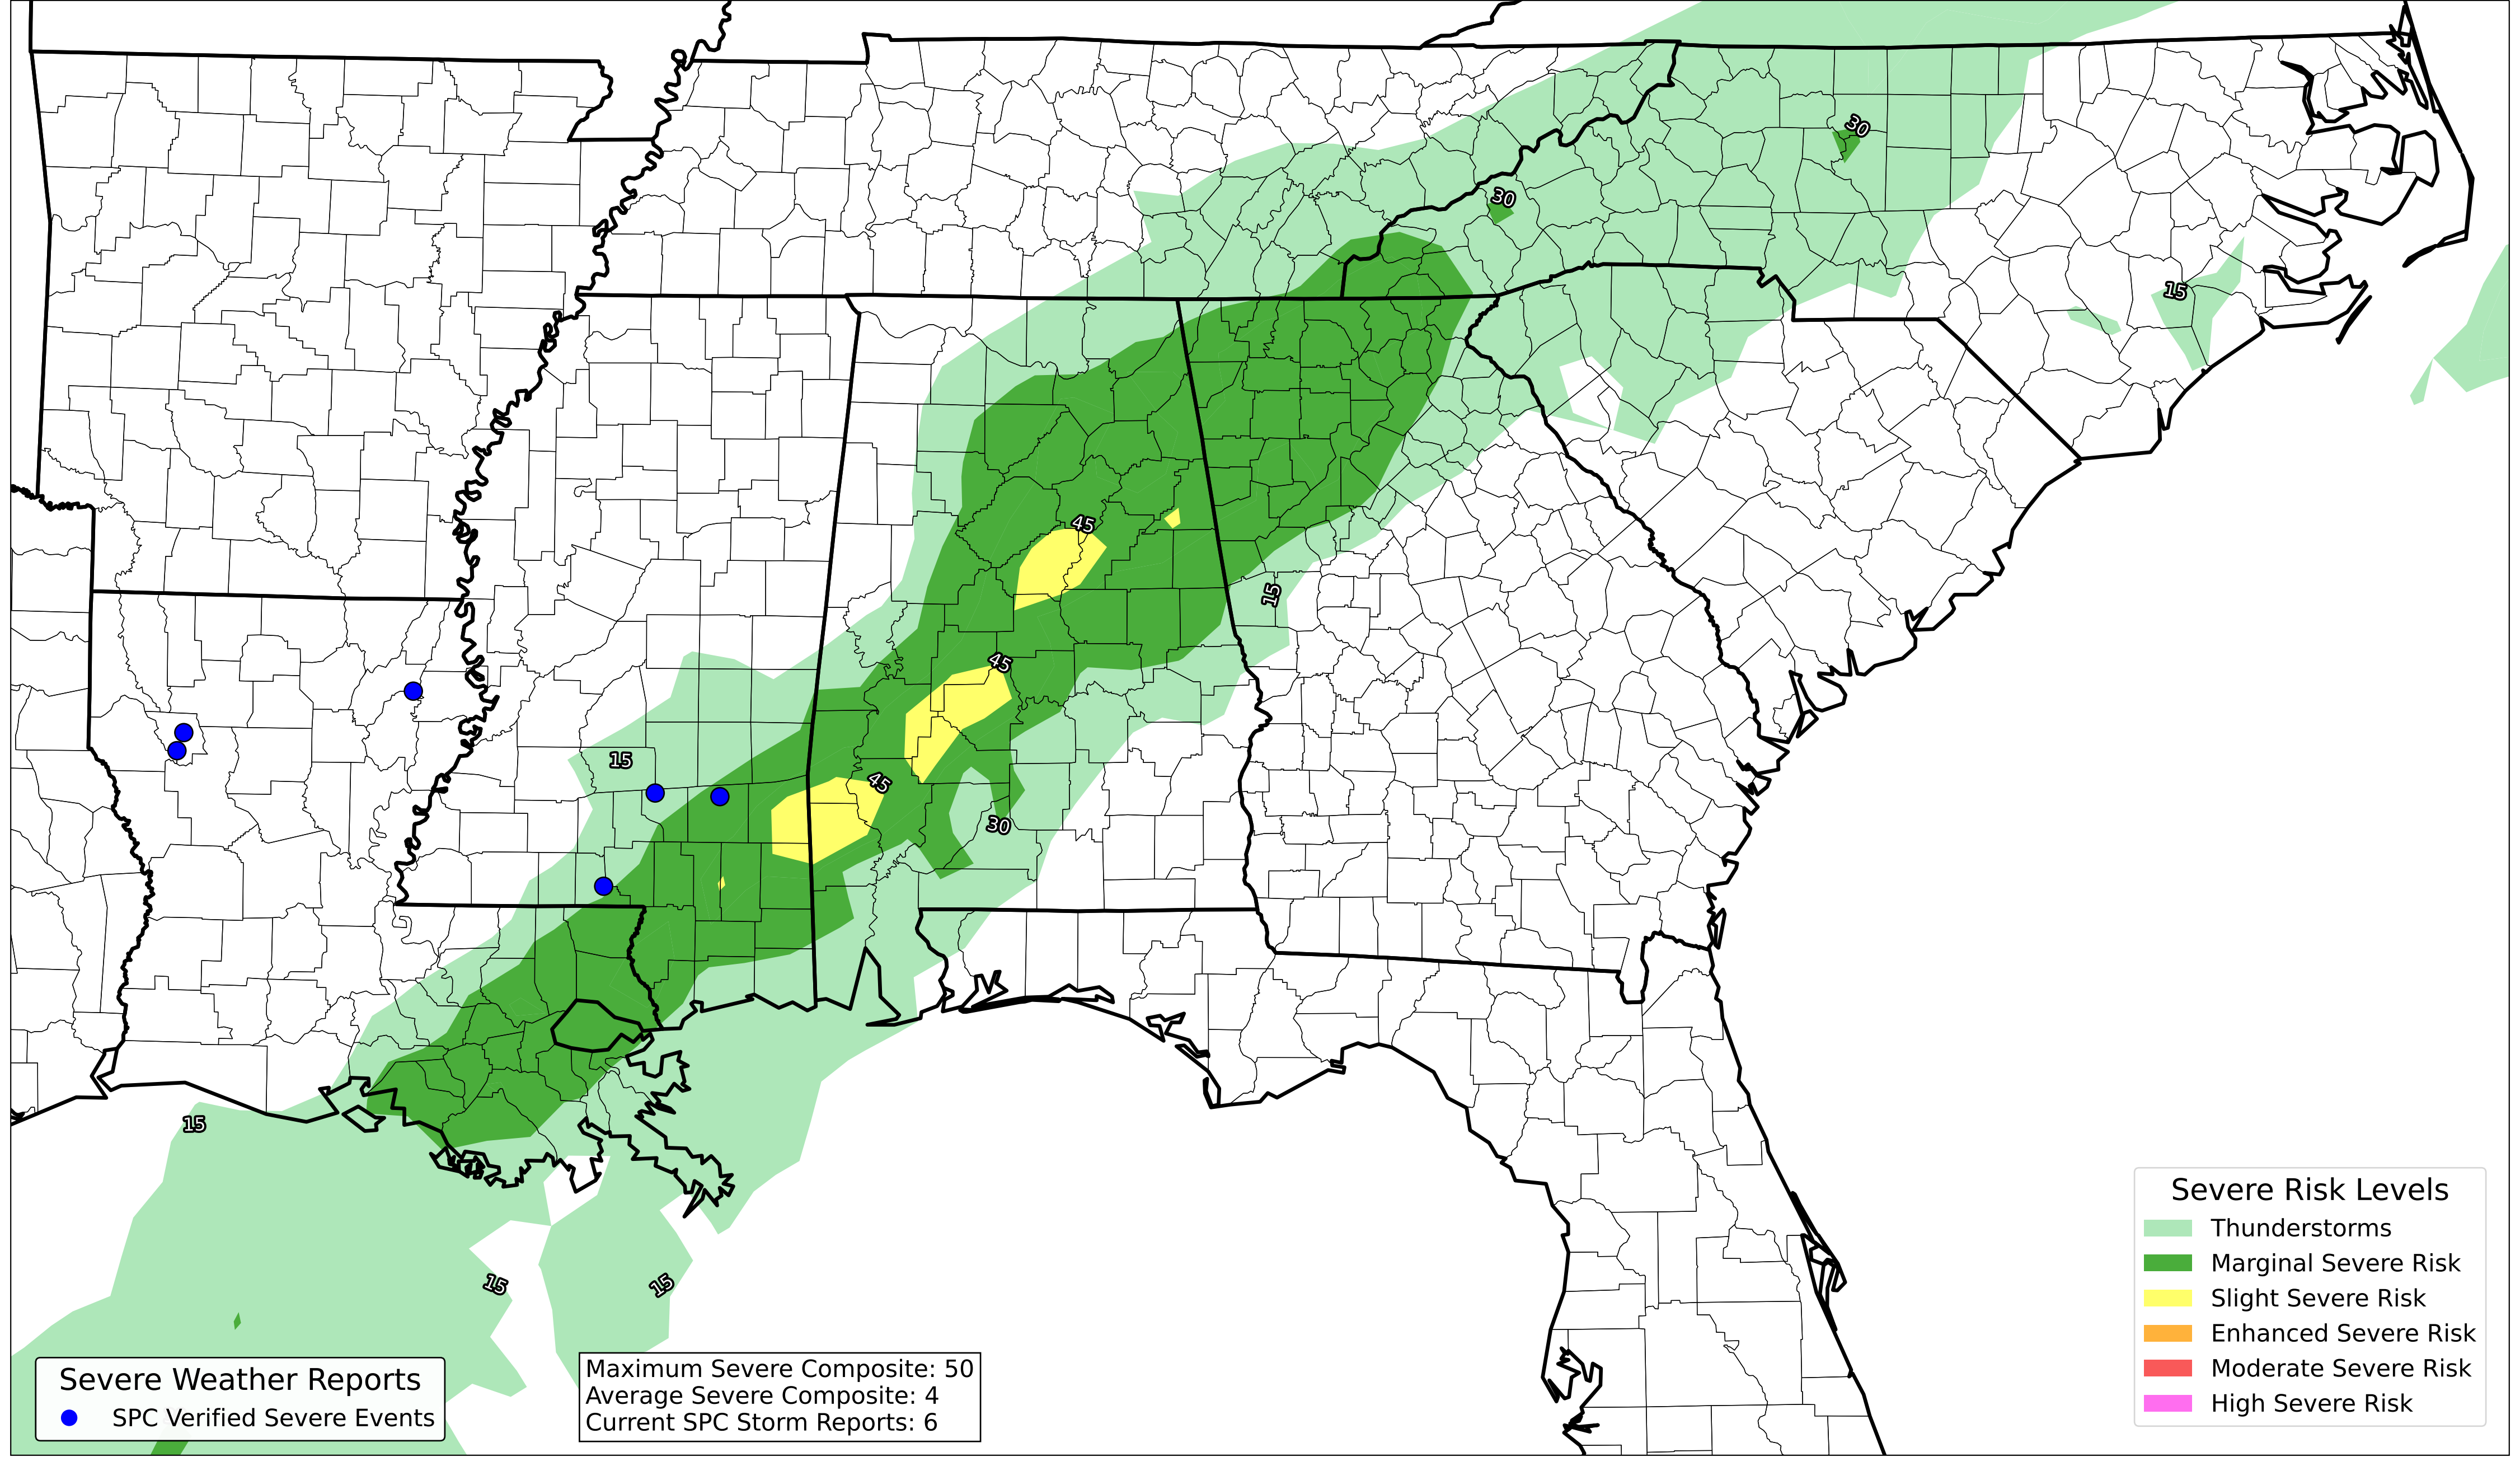 30
30
15
45
15
45
15
45
30
15
15
15
Severe Risk Levels
Thunderstorms
Marginal Severe Risk
Slight Severe Risk
Enhanced Severe Risk
Moderate Severe Risk
High Severe Risk
Severe Weather Reports
SPC Verified Severe Events
Maximum Severe Composite: 50
Average Severe Composite: 4
Current SPC Storm Reports: 6